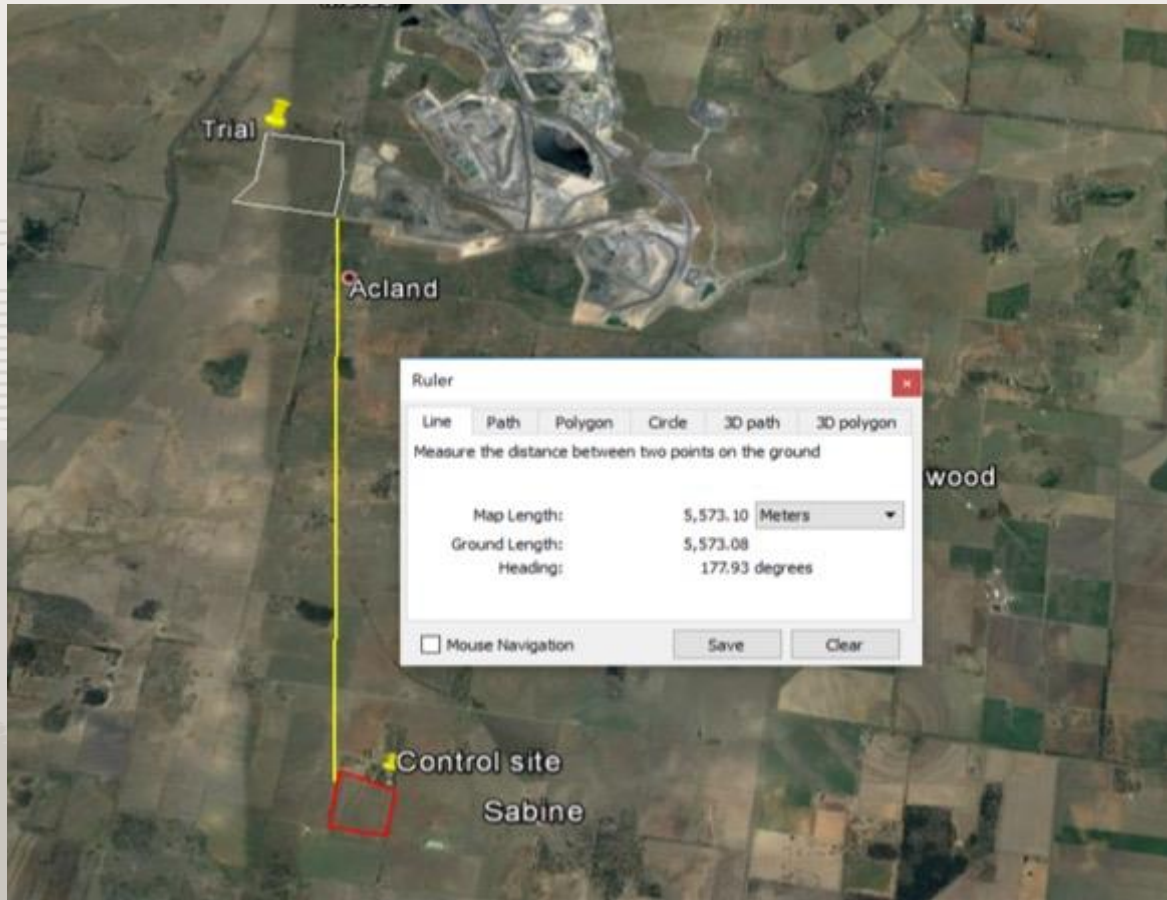 Trial
Acland
Ruler
Line Path Polygon Circle 3D path 3D polygon
Measure the distance between two points on the ground
wood
Map Length: 5,573.10 Meters
Ground Length: 5,573.08
Heading: 177.93 degrees
Mouse Navigation Save Clear
Control site
Sabine